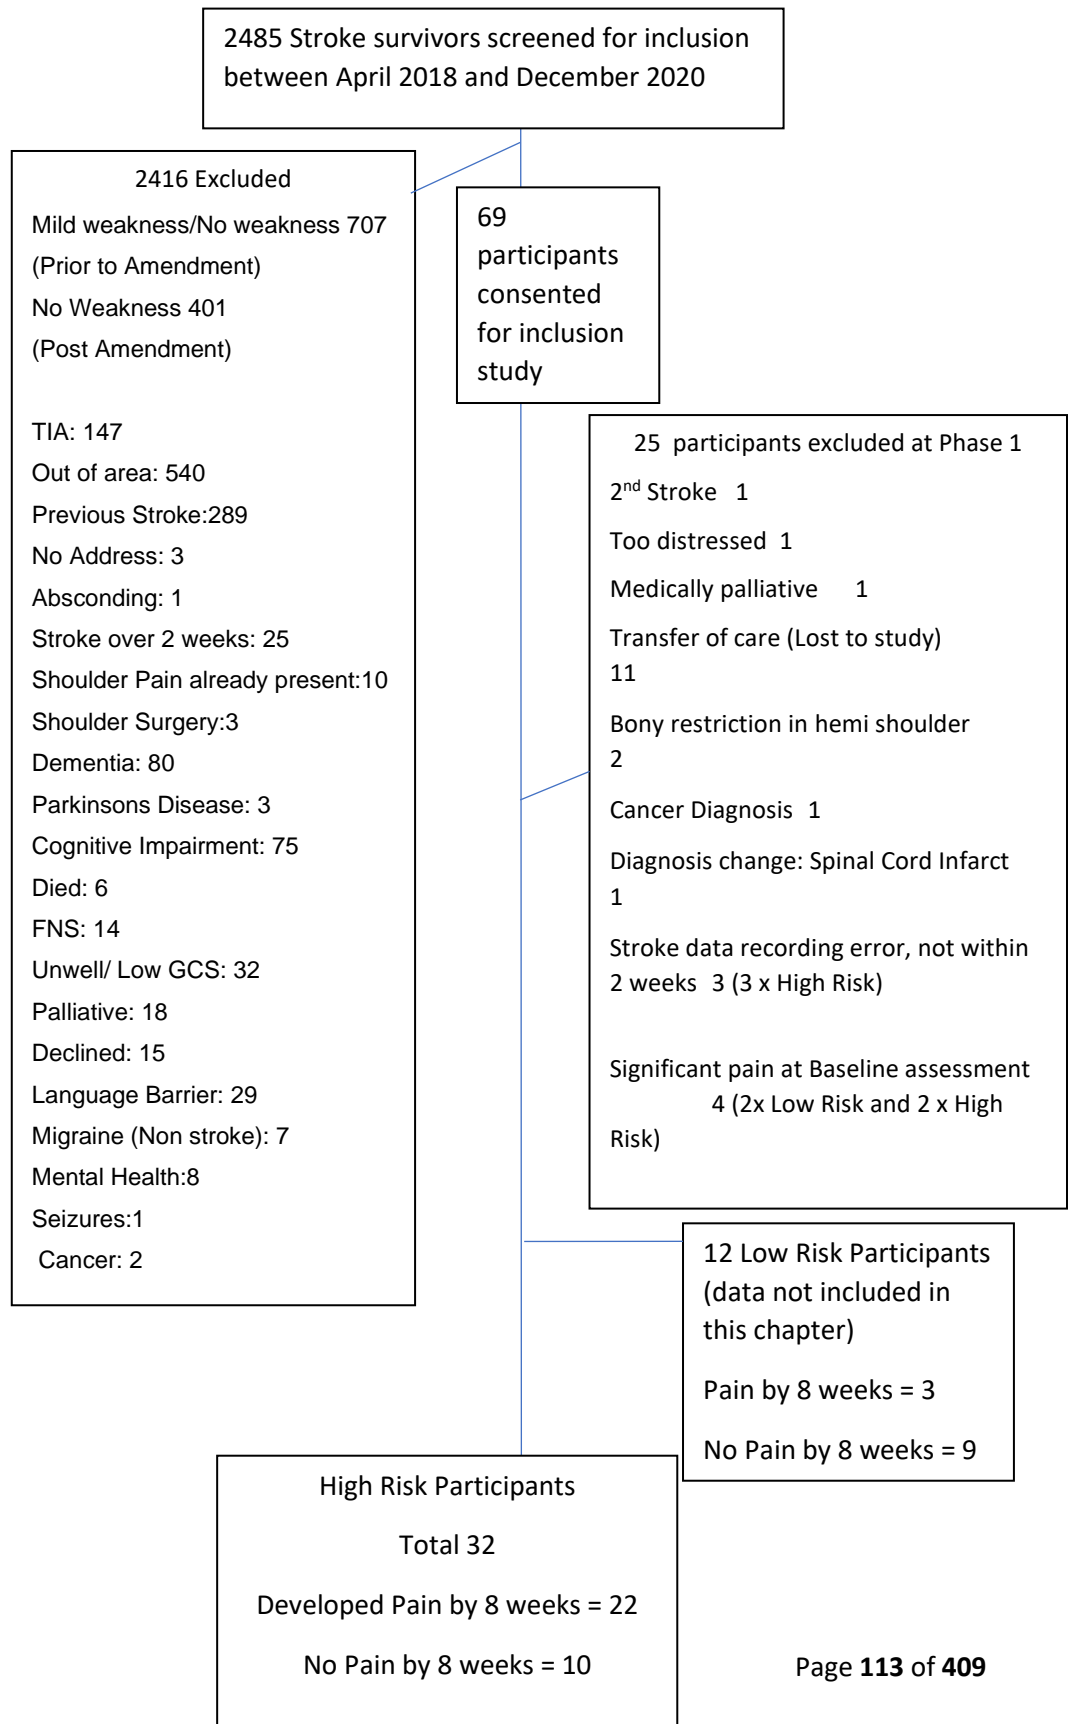 2485 Stroke survivors screened for inclusion
between April 2018 and December 2020
2416 Excluded
Mild weakness/No weakness 707
(Prior to Amendment)
No Weakness 401
(Post Amendment)
TIA: 147
Out of area: 540
Previous Stroke:289
No Address: 3
Absconding: 1
Stroke over 2 weeks: 25
Shoulder Pain already present:10
Shoulder Surgery:3
Dementia: 80
Parkinsons Disease: 3
Cognitive Impairment: 75
Died: 6
FNS: 14
Unwell/ Low GCS: 32
Palliative: 18
Declined: 15
Language Barrier: 29
Migraine (Non stroke): 7
Mental Health:8
Seizures:1
Cancer: 2
69
participants
consented
for inclusion
study
25 participants excluded at Phase 1
2nd Stroke 1
Too distressed 1
Medically palliative 1
Transfer of care (Lost to study)
11
Bony restriction in hemi shoulder
2
Cancer Diagnosis 1
Diagnosis change: Spinal Cord Infarct
1
Stroke data recording error, not within
2 weeks 3 (3 x High Risk)
Significant pain at Baseline assessment
4 (2x Low Risk and 2 x High
Risk)
12 Low Risk Participants
(data not included in
this chapter)
Pain by 8 weeks = 3
No Pain by 8 weeks = 9
High Risk Participants
Total 32
Developed Pain by 8 weeks = 22
No Pain by 8 weeks = 10
Page 113 of 409